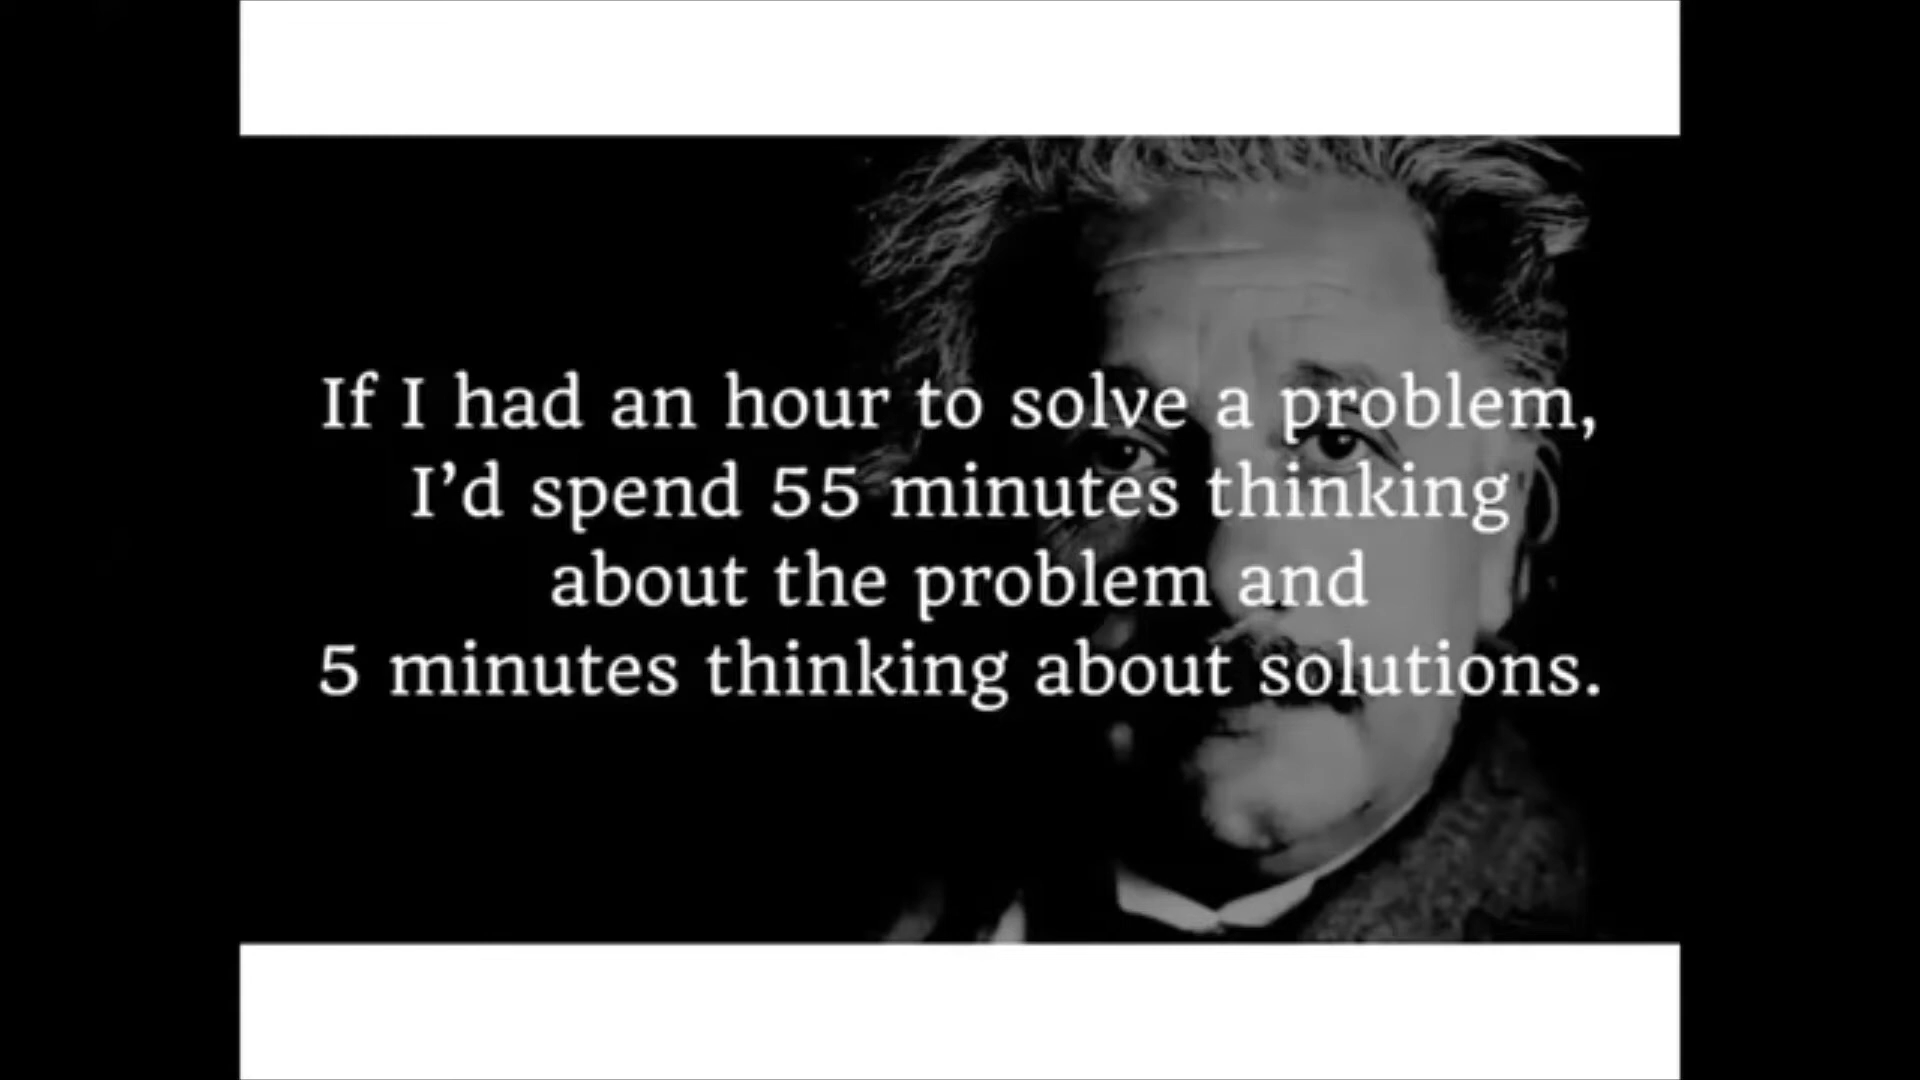 If I had an hour to solve a problem,
I’d spend 55 minutes thinking
about the problem and
5 minutes thinking about solutions.